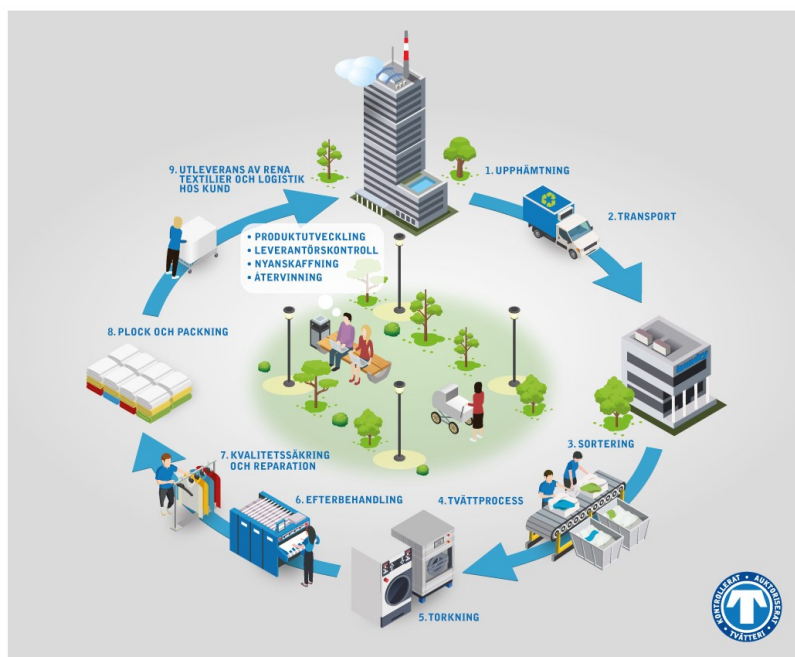 9. UTLEVERANS AV RENA
TEXTILIER OCH LOGISTIK
HOS KUND
1. UPPHÄMTNING
2. TRANSPORT
• PRODUKTUTVECKLING
• LEVERANTÖRSKONTROLL
• NYANSKAFFNING
• ÅTERVINNING
8. PLOCK OCH PACKNING
3. SORTERING
7. KVALITETSSÄKRING
OCH REPARATION
6. EFTERBEHANDLING
4. TVÄTTPROCESS
5. TORKNING
KONTROLLERAT • AUKTORISERAT
• TVÄTTERI •
T